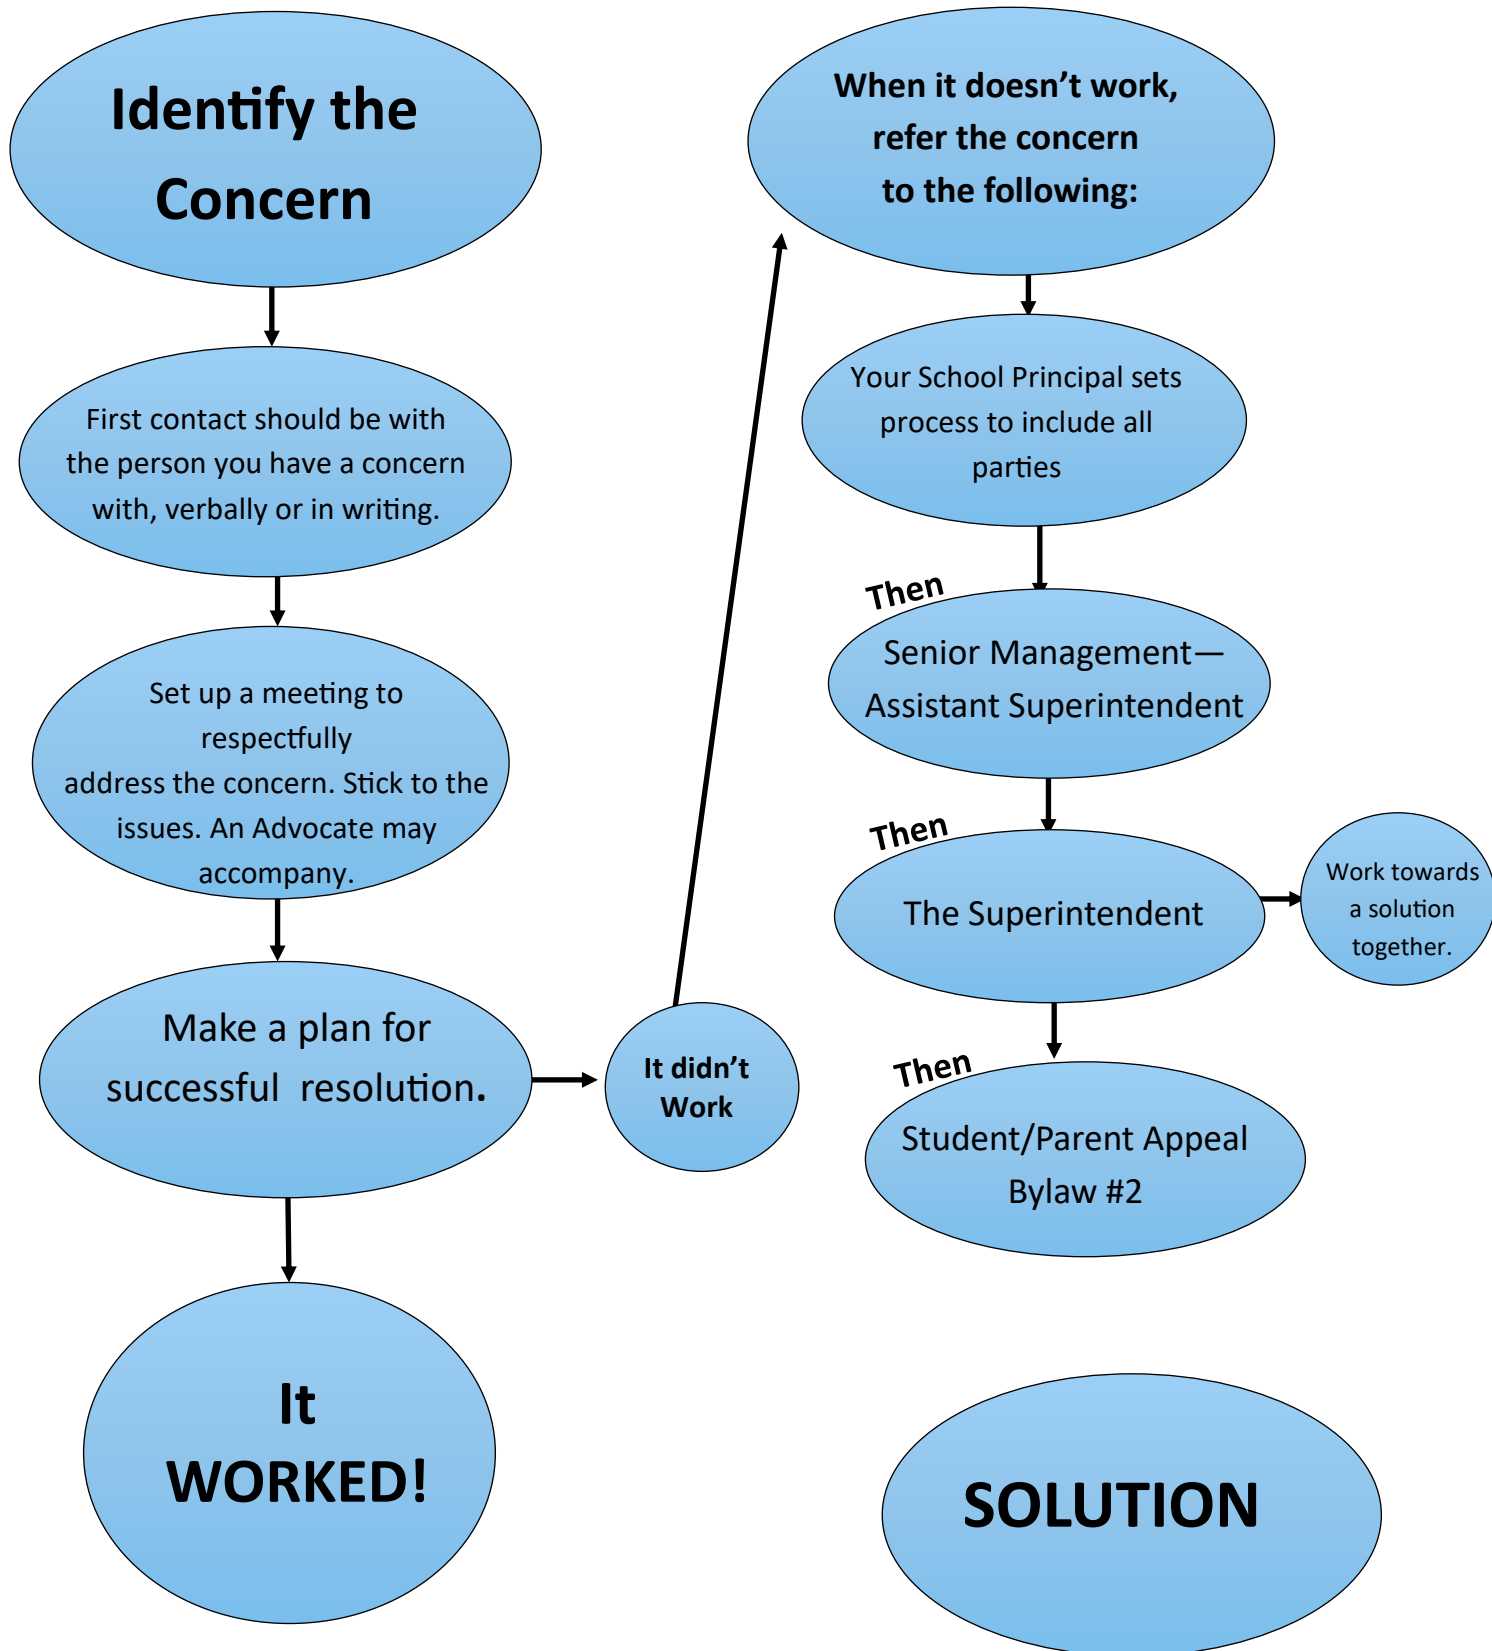 Identify the
Concern
First contact should be with
the person you have a concern
with, verbally or in writing.
Set up a meeting to
respectfully
address the concern. Stick to the
issues. An Advocate may
accompany.
Make a plan for
successful resolution.
It didn’t
Work
It
WORKED!
When it doesn’t work,
refer the concern
to the following:
Your School Principal sets
process to include all
parties
Then
Senior Management—
Assistant Superintendent
Then
The Superintendent
Work towards
a solution
together.
Then
Student/Parent Appeal
Bylaw #2
SOLUTION